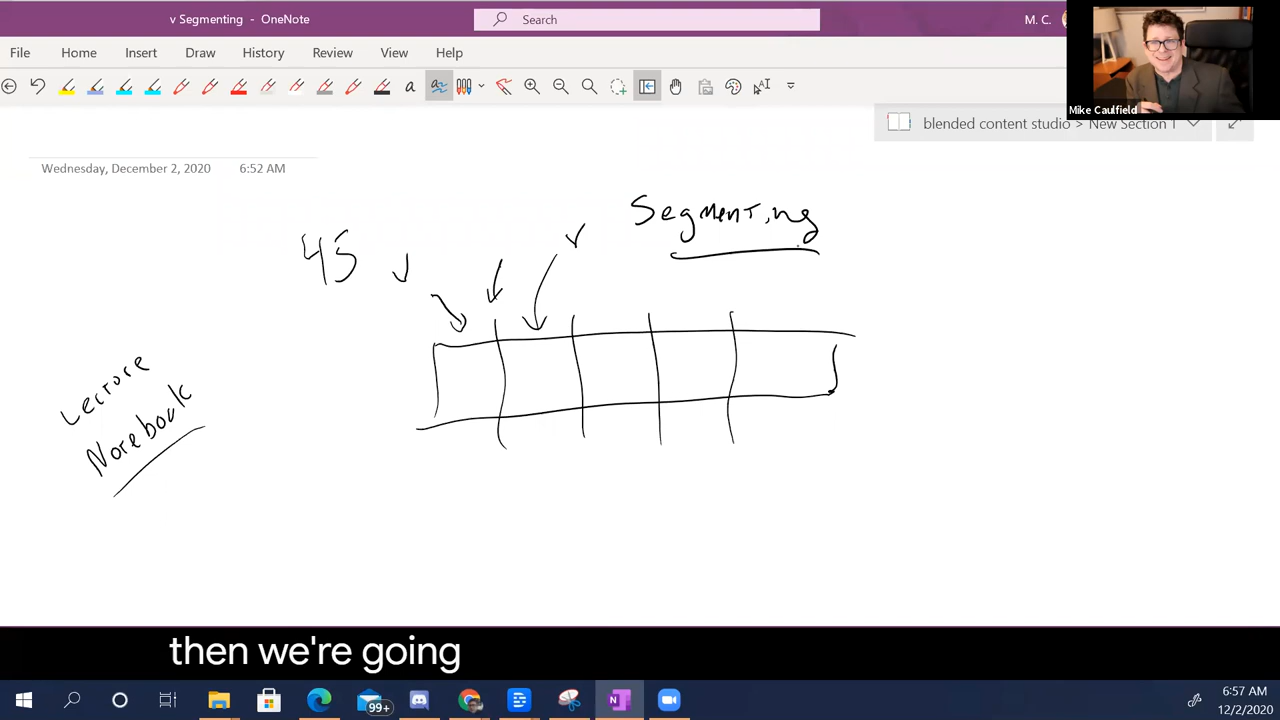 v Segmenting - OneNote
Search
M. C.
File Home Insert Draw History Review View Help
Mike Caulfield
blended content studio > New Section 1
Wednesday, December 2, 2020 6:52 AM
Segmenting
45
Lecture
Notebook
then we're going
99+
6:57 AM
12/2/2020